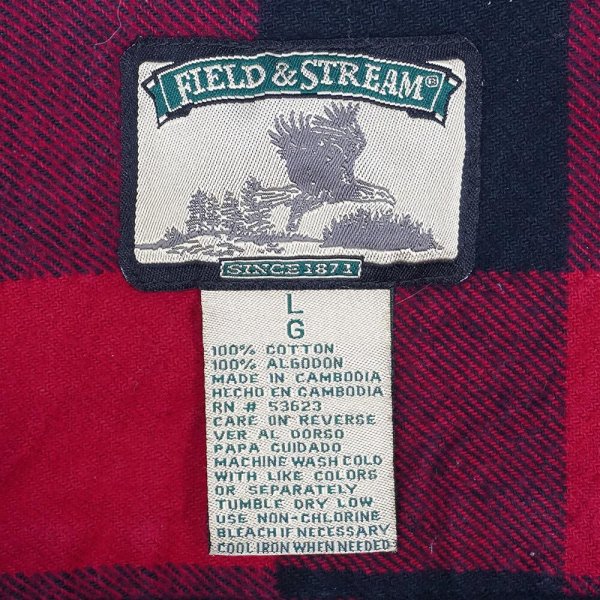 FIELD & STREAM®
SINCE 1871
L
G
100% COTTON
100% ALGODON
MADE IN CAMBODIA
HECHO EN CAMBODIA
RN # 53623
CARE ON REVERSE
VER AL DORSO
PAPA CUIDADO
MACHINE WASH COLD
WITH LIKE COLORS
OR SEPARATELY
TUMBLE DRY LOW
USE NON-CHLORINE
BLEACH IF NECESSARY
COOL IRON WHEN NEEDED